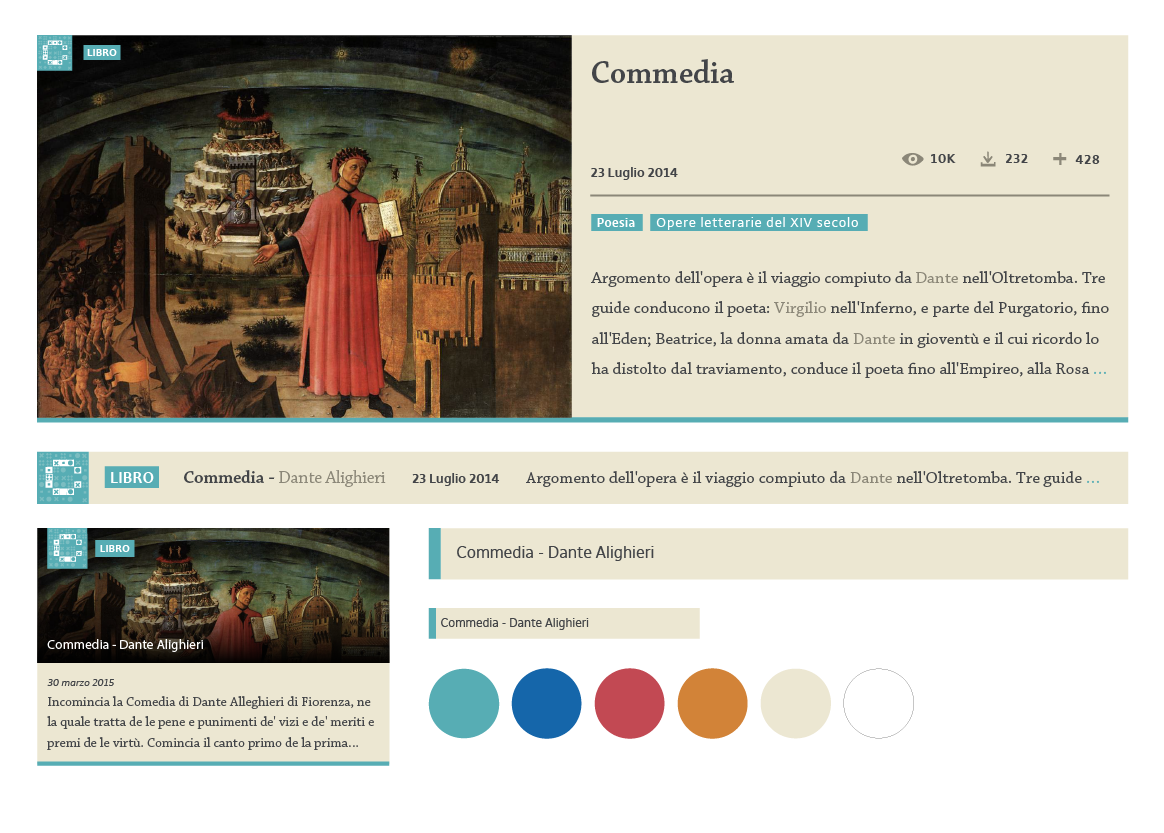 LIBRO
Commedia
10K
232
428
23 Luglio 2014
Poesia
Opere letterarie del XIV secolo
Argomento dell'opera è il viaggio compiuto da Dante nell'Oltretomba. Tre
guide conducono il poeta: Virgilio nell'Inferno, e parte del Purgatorio, fino
all'Eden; Beatrice, la donna amata da Dante in gioventù e il cui ricordo lo
ha distolto dal traviamento, conduce il poeta fino all'Empireo, alla Rosa ...
LIBRO
Commedia - Dante Alighieri
23 Luglio 2014
Argomento dell'opera è il viaggio compiuto da Dante nell'Oltretomba. Tre guide ...
LIBRO
Commedia - Dante Alighieri
30 marzo 2015
Incomincia la Comedia di Dante Alleghieri di Fiorenza, ne
la quale tratta de le pene e punimenti de' vizi e de' meriti e
premi de le virtù. Comincia il canto primo de la prima...
Commedia - Dante Alighieri
Commedia - Dante Alighieri